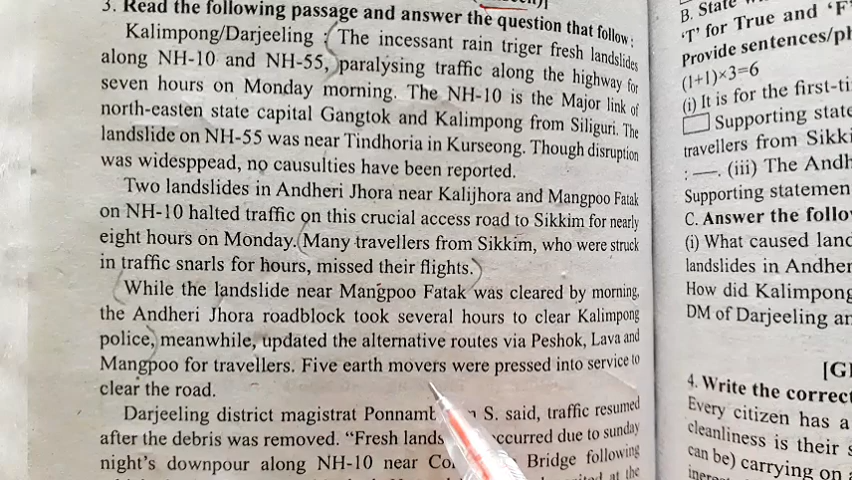 3. Read the following passage and answer the question that follow:
Kalimpong/Darjeeling : The incessant rain triger fresh landslides
along NH-10 and NH-55, paralysing traffic along the highway for
seven hours on Monday morning. The NH-10 is the Major link of
north-easten state capital Gangtok and Kalimpong from Siliguri. The
landslide on NH-55 was near Tindhoria in Kurseong. Though disruption
was widesppead, no causulties have been reported.
Two landslides in Andheri Jhora near Kalijhora and Mangpoo Fatak
on NH-10 halted traffic on this crucial access road to Sikkim for nearly
eight hours on Monday. Many travellers from Sikkim, who were struck
in traffic snarls for hours, missed their flights.
While the landslide near Mangpoo Fatak was cleared by morning,
the Andheri Jhora roadblock took several hours to clear Kalimpong
police, meanwhile, updated the alternative routes via Peshok, Lava and
Mangpoo for travellers. Five earth movers were pressed into service to
clear the road.
Darjeeling district magistrat S. said, traffic resumed
after the debris was removed. "Fresh occurred due to sunday
night's downpour along NH-10 near Bridge following
at the
B. State
'T' for True and 'F'
Provide sentences/ph
(1+1)×3=6
(i) It is for the first-ti
Supporting state
travellers from Sikki
: —. (iii) The Andh
Supporting statemen
C. Answer the follo
(i) What caused land
landslides in Andher
How did Kalimpong
DM of Darjeeling an
4. Write the correct
Every citizen has a
cleanliness is their s
can be) carrying on a